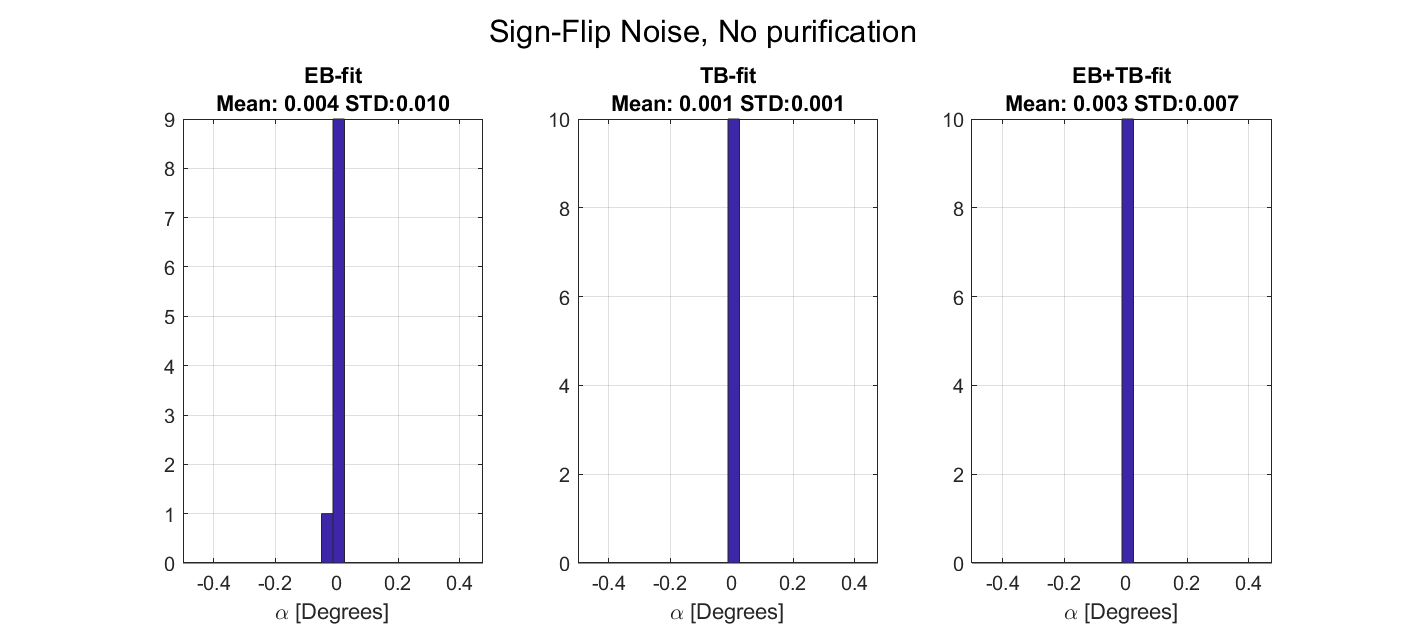 Sign-Flip Noise, No purification
EB-fit
Mean: 0.004 STD:0.010
9
8
7
6
5
4
3
2
1
0
-0.4 -0.2 0 0.2 0.4
α [Degrees]
TB-fit
Mean: 0.001 STD:0.001
10
8
6
4
2
0
-0.4 -0.2 0 0.2 0.4
α [Degrees]
EB+TB-fit
Mean: 0.003 STD:0.007
10
8
6
4
2
0
-0.4 -0.2 0 0.2 0.4
α [Degrees]